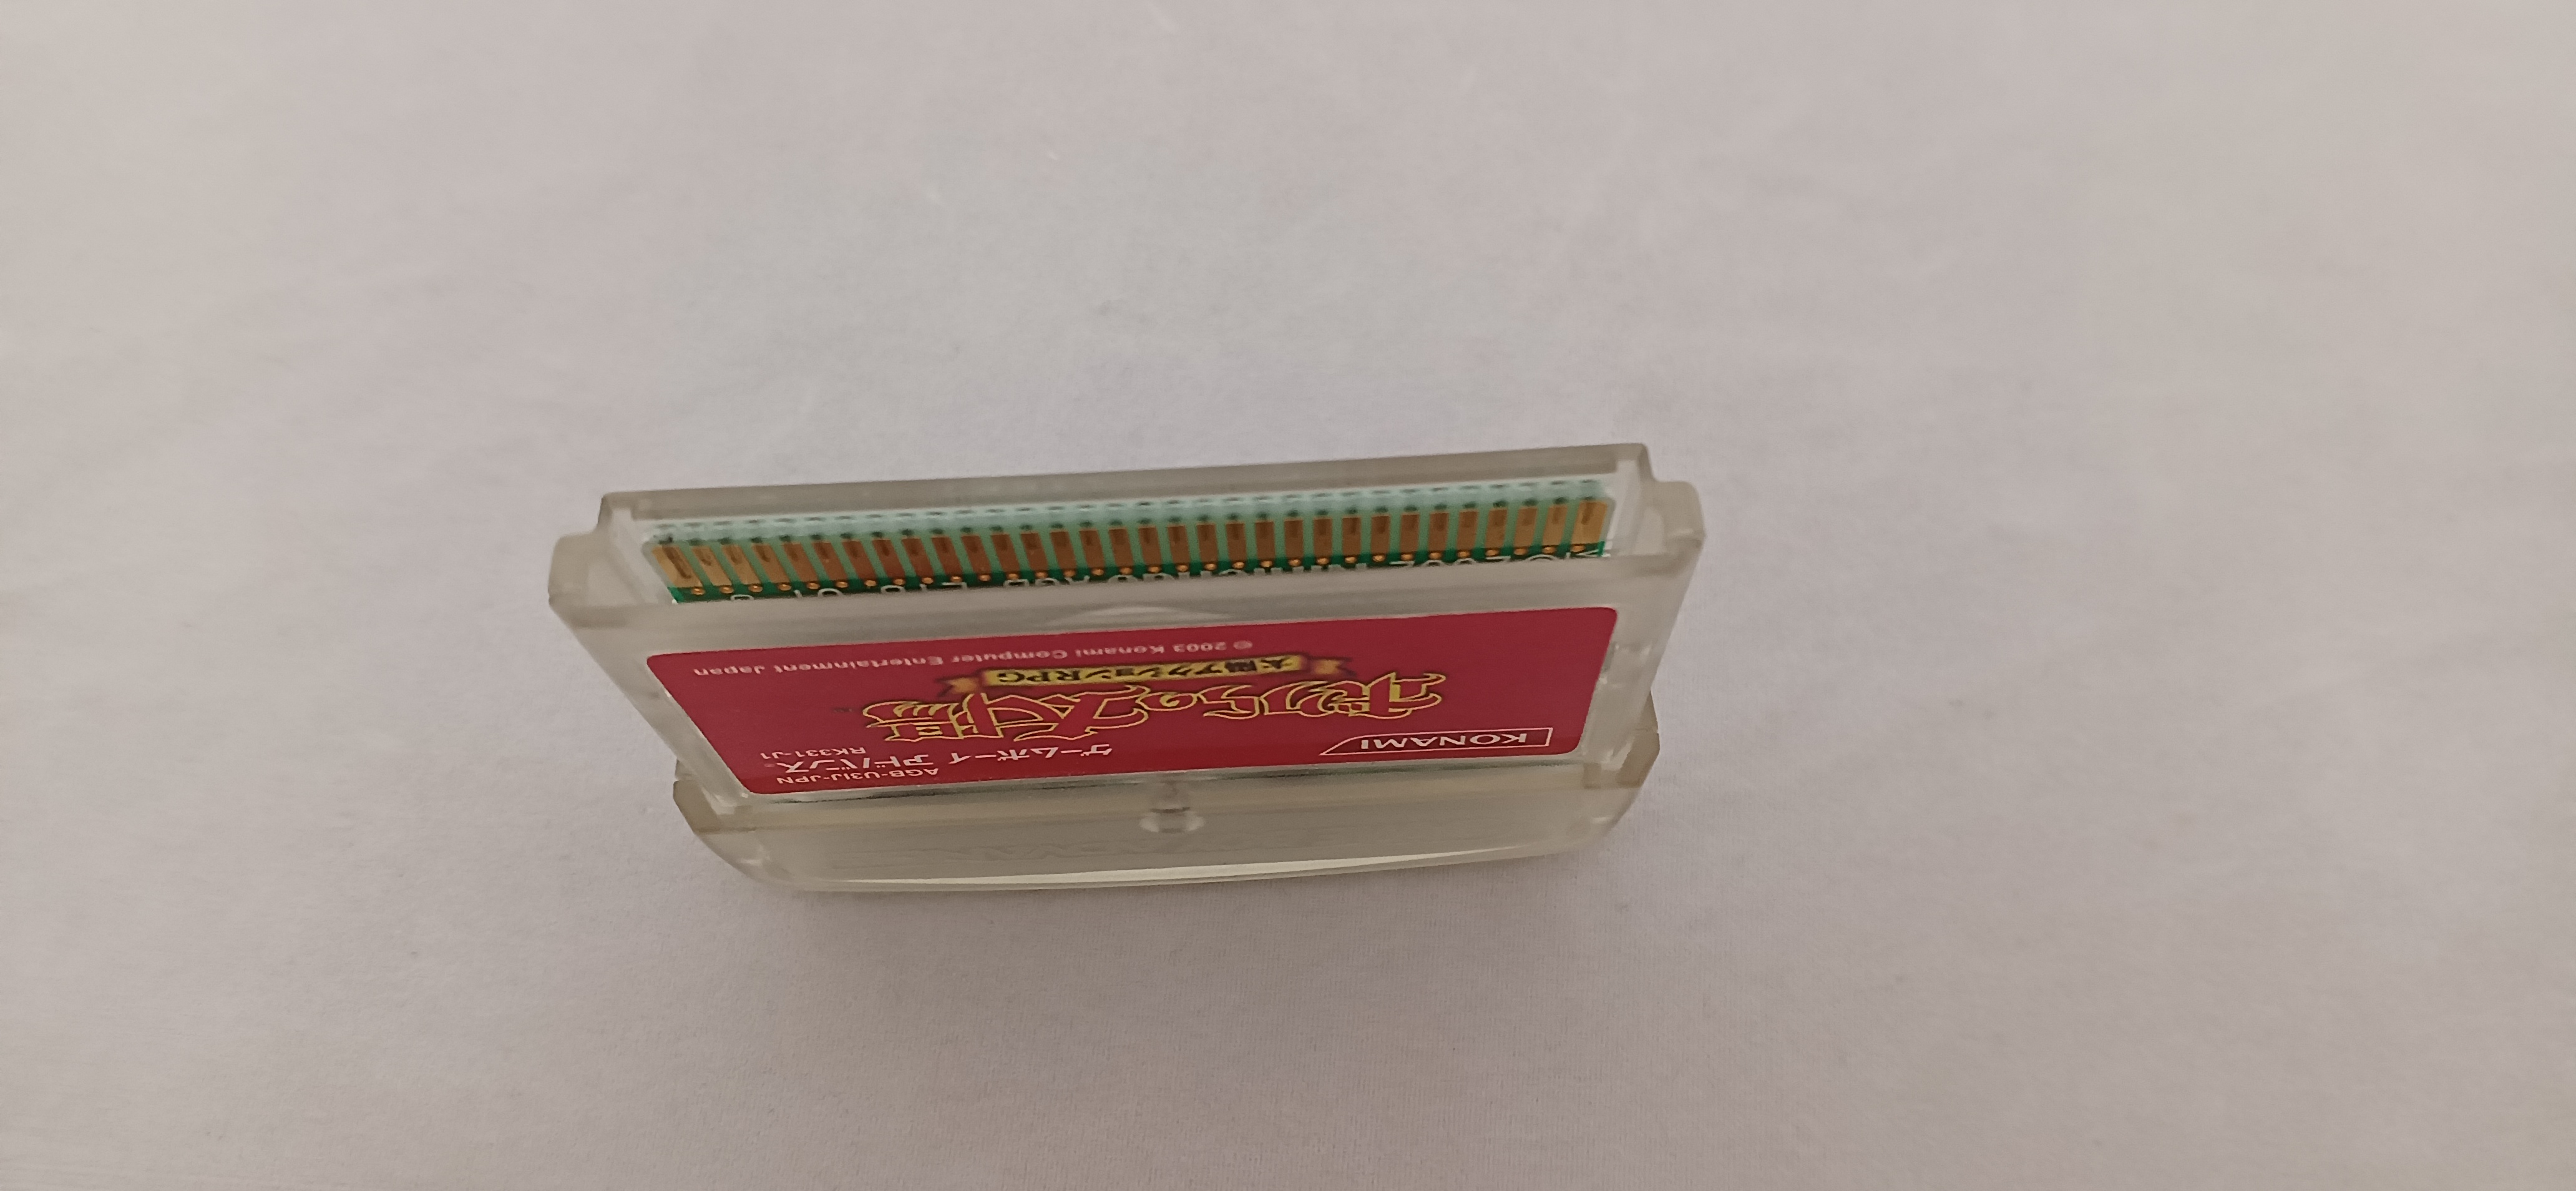 AGB-U3IJ-JPN
RK331-J1
ゲームボーイ アドバンス
KONAMI
ボクらの太陽
太陽アクションRPG
© 2003 Konami Computer Entertainment Japan